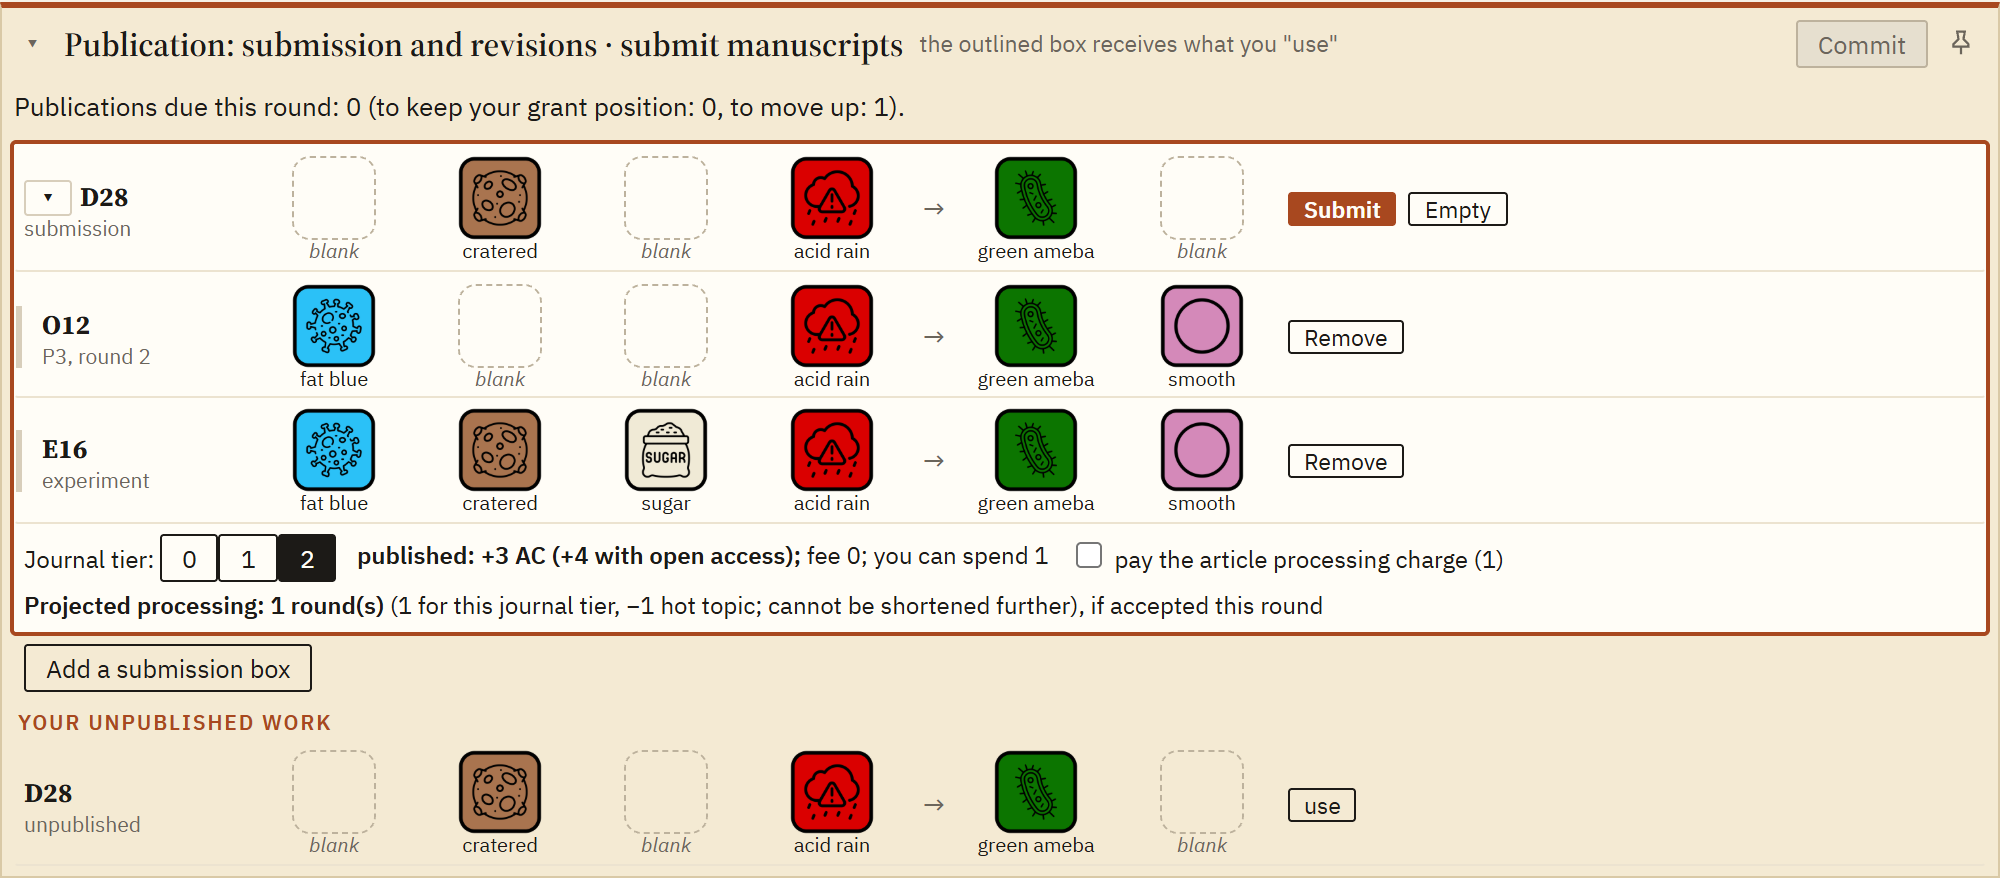 Publication: submission and revisions · submit manuscripts the outlined box receives what you "use" Commit
Publications due this round: 0 (to keep your grant position: 0, to move up: 1).
D28
submission
blank cratered blank acid rain → green ameba blank
Submit Empty
O12
P3, round 2
fat blue blank blank acid rain → green ameba smooth
Remove
E16
experiment
SUGAR
fat blue cratered sugar acid rain → green ameba smooth
Remove
Journal tier: 0 1 2 published: +3 AC (+4 with open access); fee 0; you can spend 1 pay the article processing charge (1)
Projected processing: 1 round(s) (1 for this journal tier, −1 hot topic; cannot be shortened further), if accepted this round
Add a submission box
YOUR UNPUBLISHED WORK
D28
unpublished
blank cratered blank acid rain → green ameba blank
use